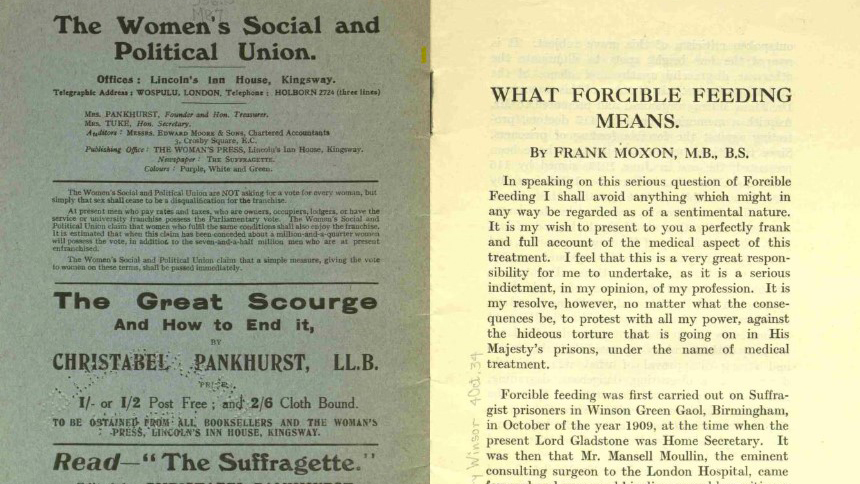 The Women's Social and
Political Union.
Offices : Lincoln's Inn House, Kingsway.
Telegraphic Address ; WOSPULU, LONDON, Telephone ; HOLBORN 2724 (three lines)
MRS. PANKHURST, Founder and Hon. Treasurer.
MRS. TUKE, Hon. Secretary.
Auditors : MESSRS. EDWARD MOORE & SONS, Chartered Accountants
3, Crosby Square, E.C.
Publishing Office : THE WOMAN'S PRESS, Lincoln's Inn House, Kingsway.
Newspaper : THE SUFFRAGETTE.
Colours : Purple, White and Green.
The Women's Social and Political Union are NOT asking for a vote for every woman, but
simply that sex shall cease to be a disqualification for the franchise.
At present men who pay rates and taxes, who are owners, occupiers, lodgers, or have the
service or university franchise possess the Parliamentary vote. The Women's Social and
Political Union claim that women who fulfil the same conditions shall also enjoy the franchise.
It is estimated that when this claim has been conceded about a million-and-a-quarter women
will possess the vote, in addition to the seven-and-a-half million men who are at present
enfranchised.
The Women's Social and Political Union claim that a simple measure, giving the vote
to women on these terms, shall be passed immediately.
The Great Scourge
And How to End it,
BY
CHRISTABEL PANKHURST, LL.B.
PRICE
1/- or 1/2 Post Free ; and 2/6 Cloth Bound.
TO BE OBTAINED FROM ALL BOOKSELLERS AND THE WOMAN'S
PRESS, LINCOLN'S INN HOUSE, KINGSWAY.
Read—"The Suffragette."
WHAT FORCIBLE FEEDING
MEANS.
BY FRANK MOXON, M.B., B.S.
In speaking on this serious question of Forcible
Feeding I shall avoid anything which might in
any way be regarded as of a sentimental nature.
It is my wish to present to you a perfectly frank
and full account of the medical aspect of this
treatment. I feel that this is a very great respon-
sibility for me to undertake, as it is a serious
indictment, in my opinion, of my profession. It is
my resolve, however, no matter what the conse-
quences be, to protest with all my power, against
the hideous torture that is going on in His
Majesty's prisons, under the name of medical
treatment.
Forcible feeding was first carried out on Suffra-
gist prisoners in Winson Green Gaol, Birmingham,
in October of the year 1909, at the time when the
present Lord Gladstone was Home Secretary. It
was then that Mr. Mansell Moullin, the eminent
consulting surgeon to the London Hospital, came
Winsor 4 Oct. 34